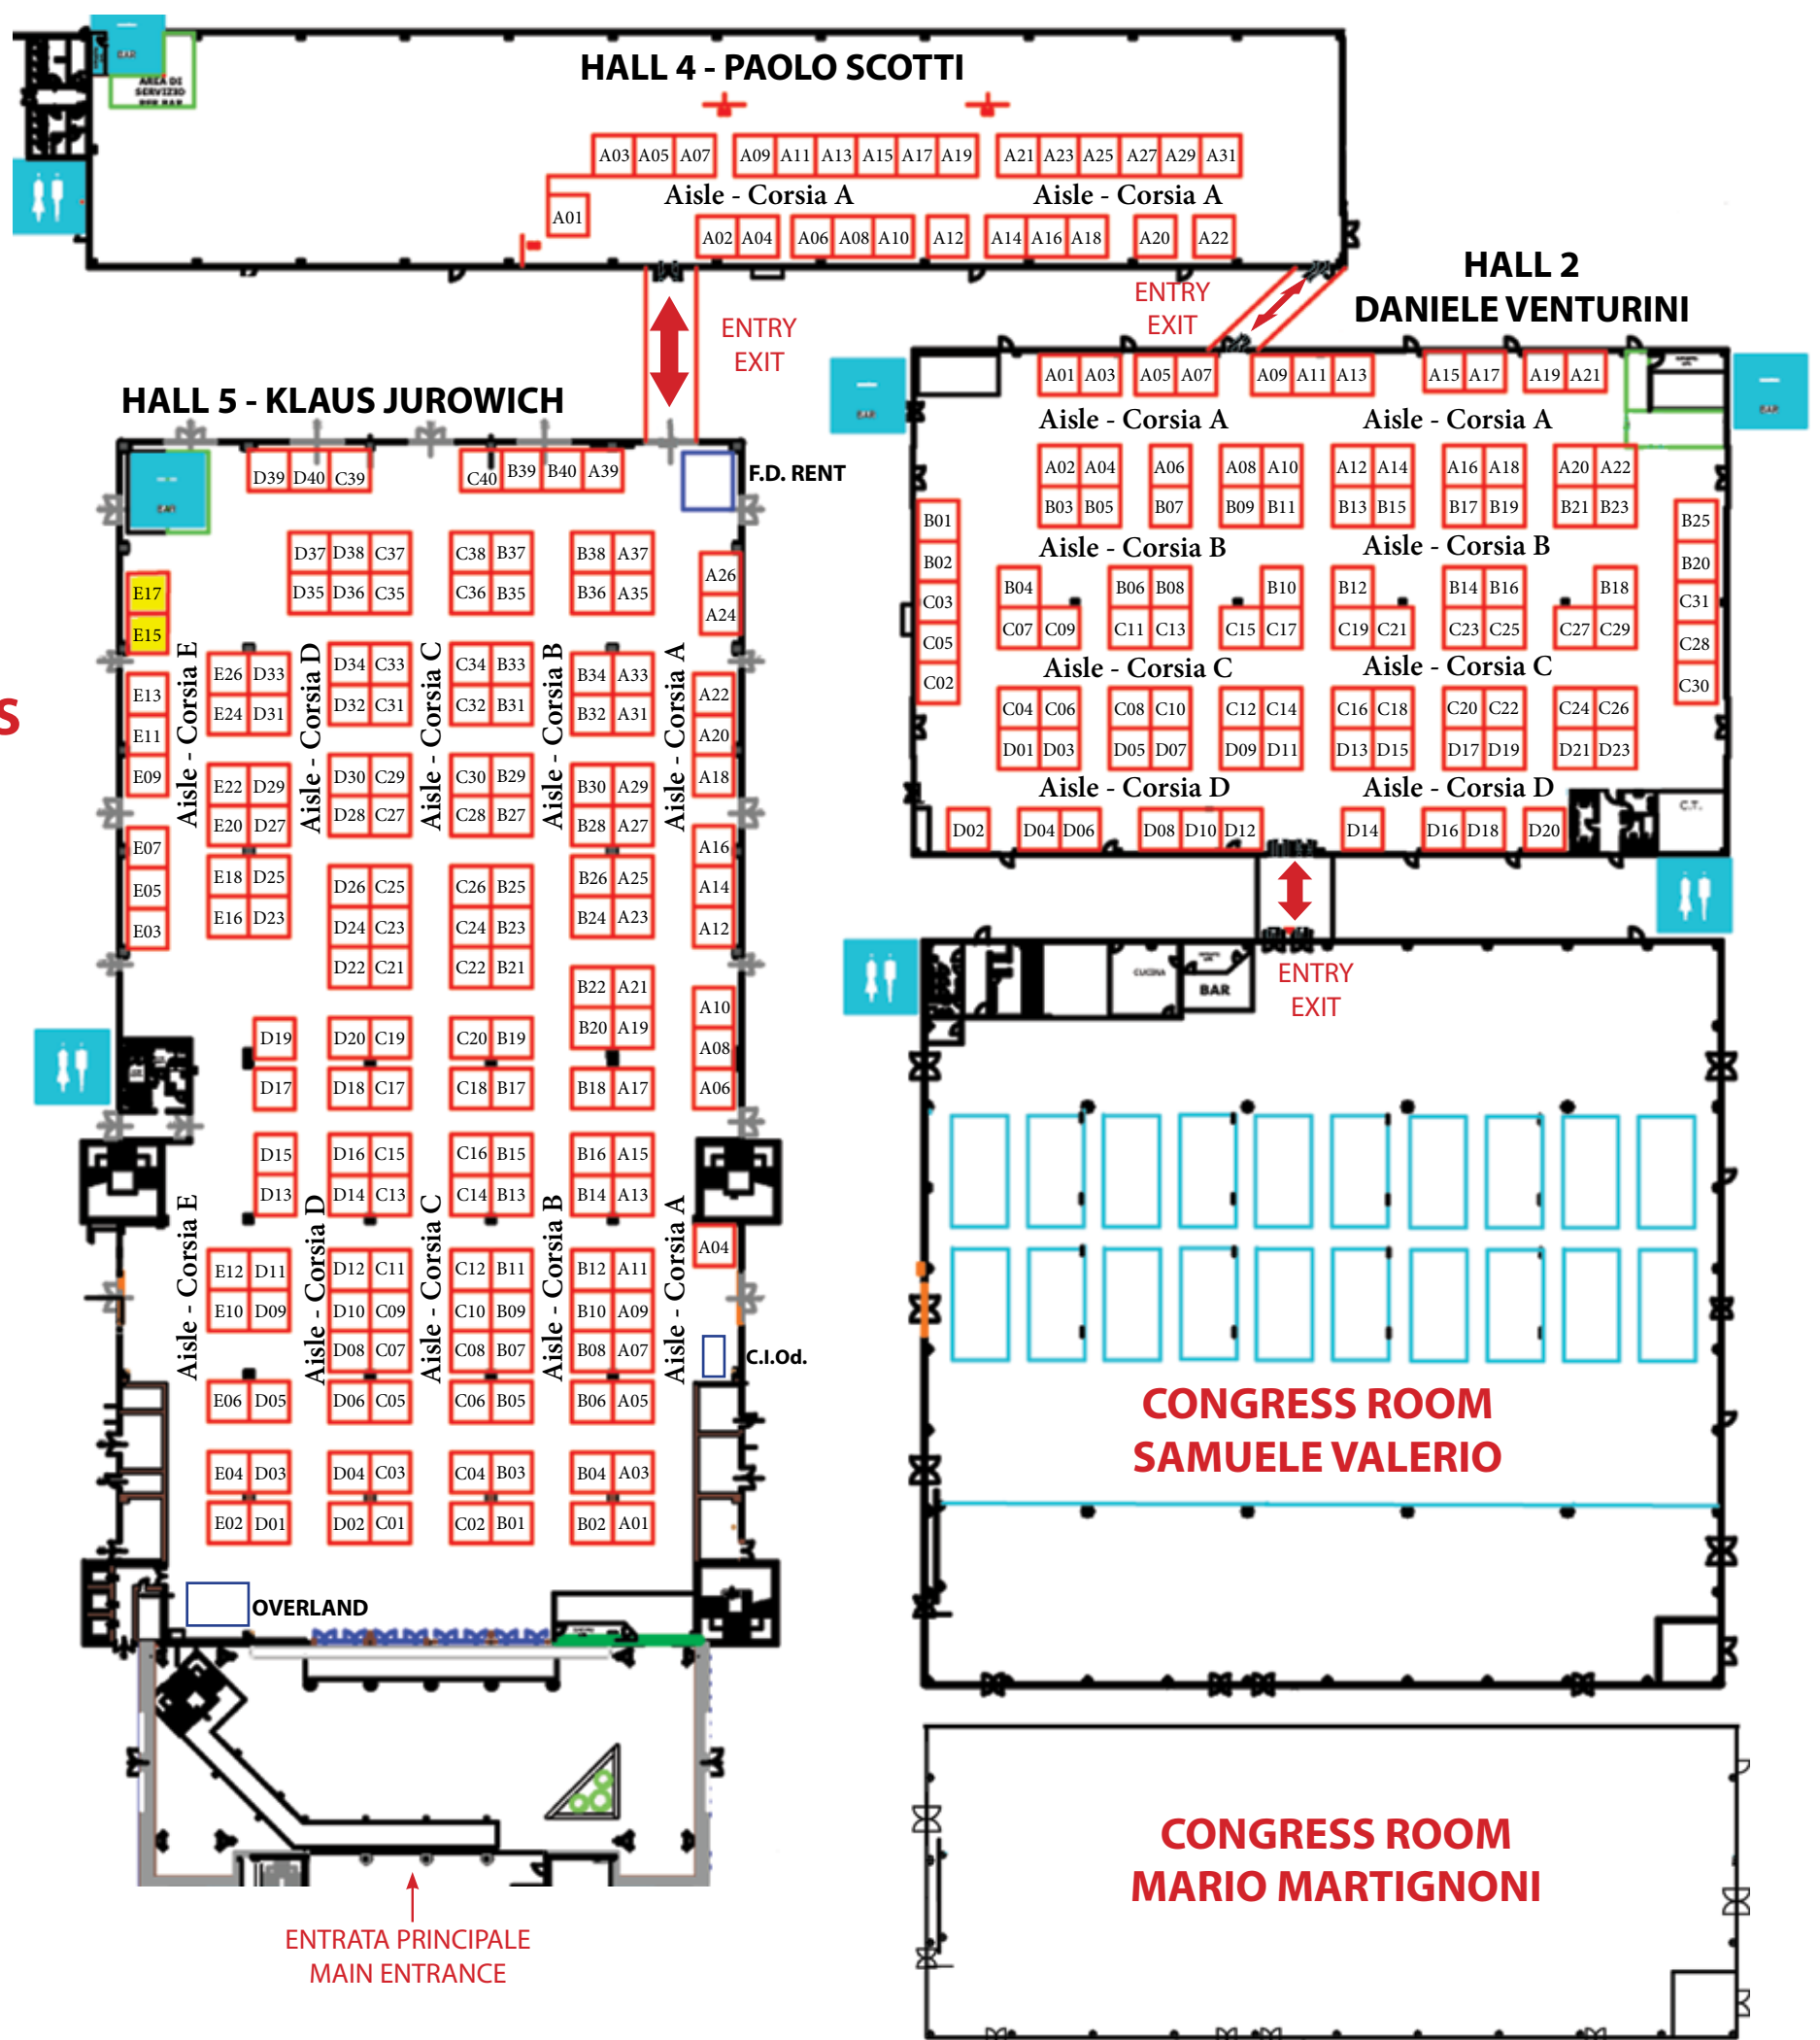 BAR
AREA DI
SERVIZIO
PER BAR
HALL 4 - PAOLO SCOTTI
A03 A05 A07 A09 A11 A13 A15 A17 A19 A21 A23 A25 A27 A29 A31
Aisle - Corsia A Aisle - Corsia A
A01
A02 A04 A06 A08 A10 A12 A14 A16 A18 A20 A22
ENTRY
EXIT
ENTRY
EXIT
HALL 2
DANIELE VENTURINI
BAR
BAR
A01 A03 A05 A07 A09 A11 A13 A15 A17 A19 A21
Aisle - Corsia A Aisle - Corsia A
A02 A04 A06 A08 A10 A12 A14 A16 A18 A20 A22
B03 B05 B07 B09 B11 B13 B15 B17 B19 B21 B23
B01 B25
Aisle - Corsia B Aisle - Corsia B
B02 B20
B04 B06 B08 B10 B12 B14 B16 B18
C03 C31
C07 C09 C11 C13 C15 C17 C19 C21 C23 C25 C27 C29
C05 C28
Aisle - Corsia C Aisle - Corsia C
C02 C30
C04 C06 C08 C10 C12 C14 C16 C18 C20 C22 C24 C26
D01 D03 D05 D07 D09 D11 D13 D15 D17 D19 D21 D23
Aisle - Corsia D Aisle - Corsia D
C.T.
D02 D04 D06 D08 D10 D12 D14 D16 D18 D20
HALL 5 - KLAUS JUROWICH
F.D. RENT
BAR
D39 D40 C39 C40 B39 B40 A39
D37 D38 C37 C38 B37 B38 A37
A26
E17 D35 D36 C35 C36 B35 B36 A35
A24
E15
S
Aisle - Corsia E
Aisle - Corsia D
Aisle - Corsia C
Aisle - Corsia B
Aisle - Corsia A
E26 D33 D34 C33 C34 B33 B34 A33
E13 A22
E24 D31 D32 C31 C32 B31 B32 A31
E11 A20
E09 A18
E22 D29 D30 C29 C30 B29 B30 A29
E20 D27 D28 C27 C28 B27 B28 A27
E07 A16
E18 D25 D26 C25 C26 B25 B26 A25
E05 A14
E16 D23 D24 C23 C24 B23 B24 A23
E03 A12
D22 C21 C22 B21
B22 A21
A10
B20 A19
D19 D20 C19 C20 B19
A08
D17 D18 C17 C18 B17 B18 A17 A06
D15 D16 C15 C16 B15 B16 A15
D13 D14 C13 C14 B13 B14 A13
Aisle - Corsia E
Aisle - Corsia D
Aisle - Corsia C
Aisle - Corsia B
Aisle - Corsia A
A04
E12 D11 D12 C11 C12 B11 B12 A11
E10 D09 D10 C09 C10 B09 B10 A09
D08 C07 C08 B07 B08 A07
C.I.Od.
E06 D05 D06 C05 C06 B05 B06 A05
E04 D03 D04 C03 C04 B03 B04 A03
E02 D01 D02 C01 C02 B01 B02 A01
OVERLAND
ENTRATA PRINCIPALE
MAIN ENTRANCE
CUCINA
BAR
ENTRY
EXIT
CONGRESS ROOM
SAMUELE VALERIO
CONGRESS ROOM
MARIO MARTIGNONI